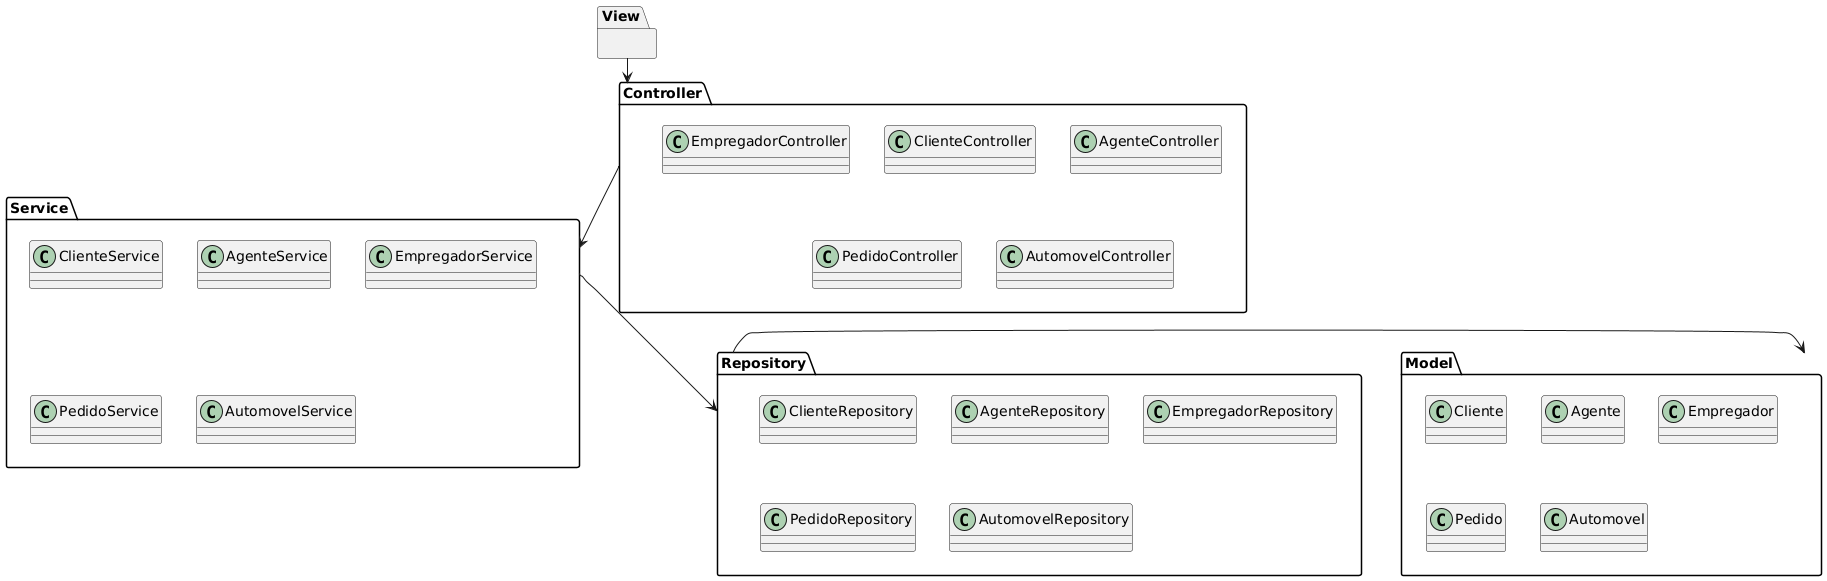 View
Controller
C EmpregadorController
C ClienteController
C AgenteController
C PedidoController
C AutomovelController
Service
C ClienteService
C AgenteService
C EmpregadorService
C PedidoService
C AutomovelService
Repository
C ClienteRepository
C AgenteRepository
C EmpregadorRepository
C PedidoRepository
C AutomovelRepository
Model
C Cliente
C Agente
C Empregador
C Pedido
C Automovel